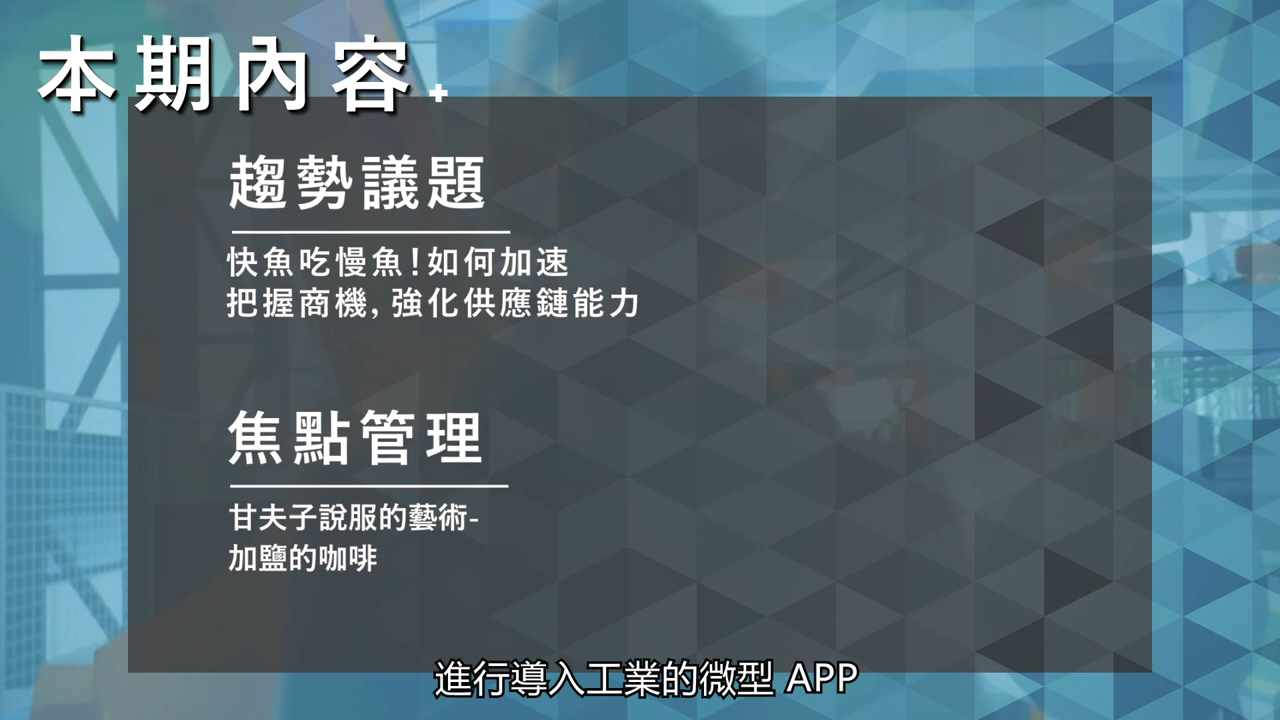 本期內容
趨勢議題
快魚吃慢魚!如何加速
把握商機, 強化供應鏈能力
焦點管理
甘夫子說服的藝術-
加鹽的咖啡
進行導入工業的微型 APP